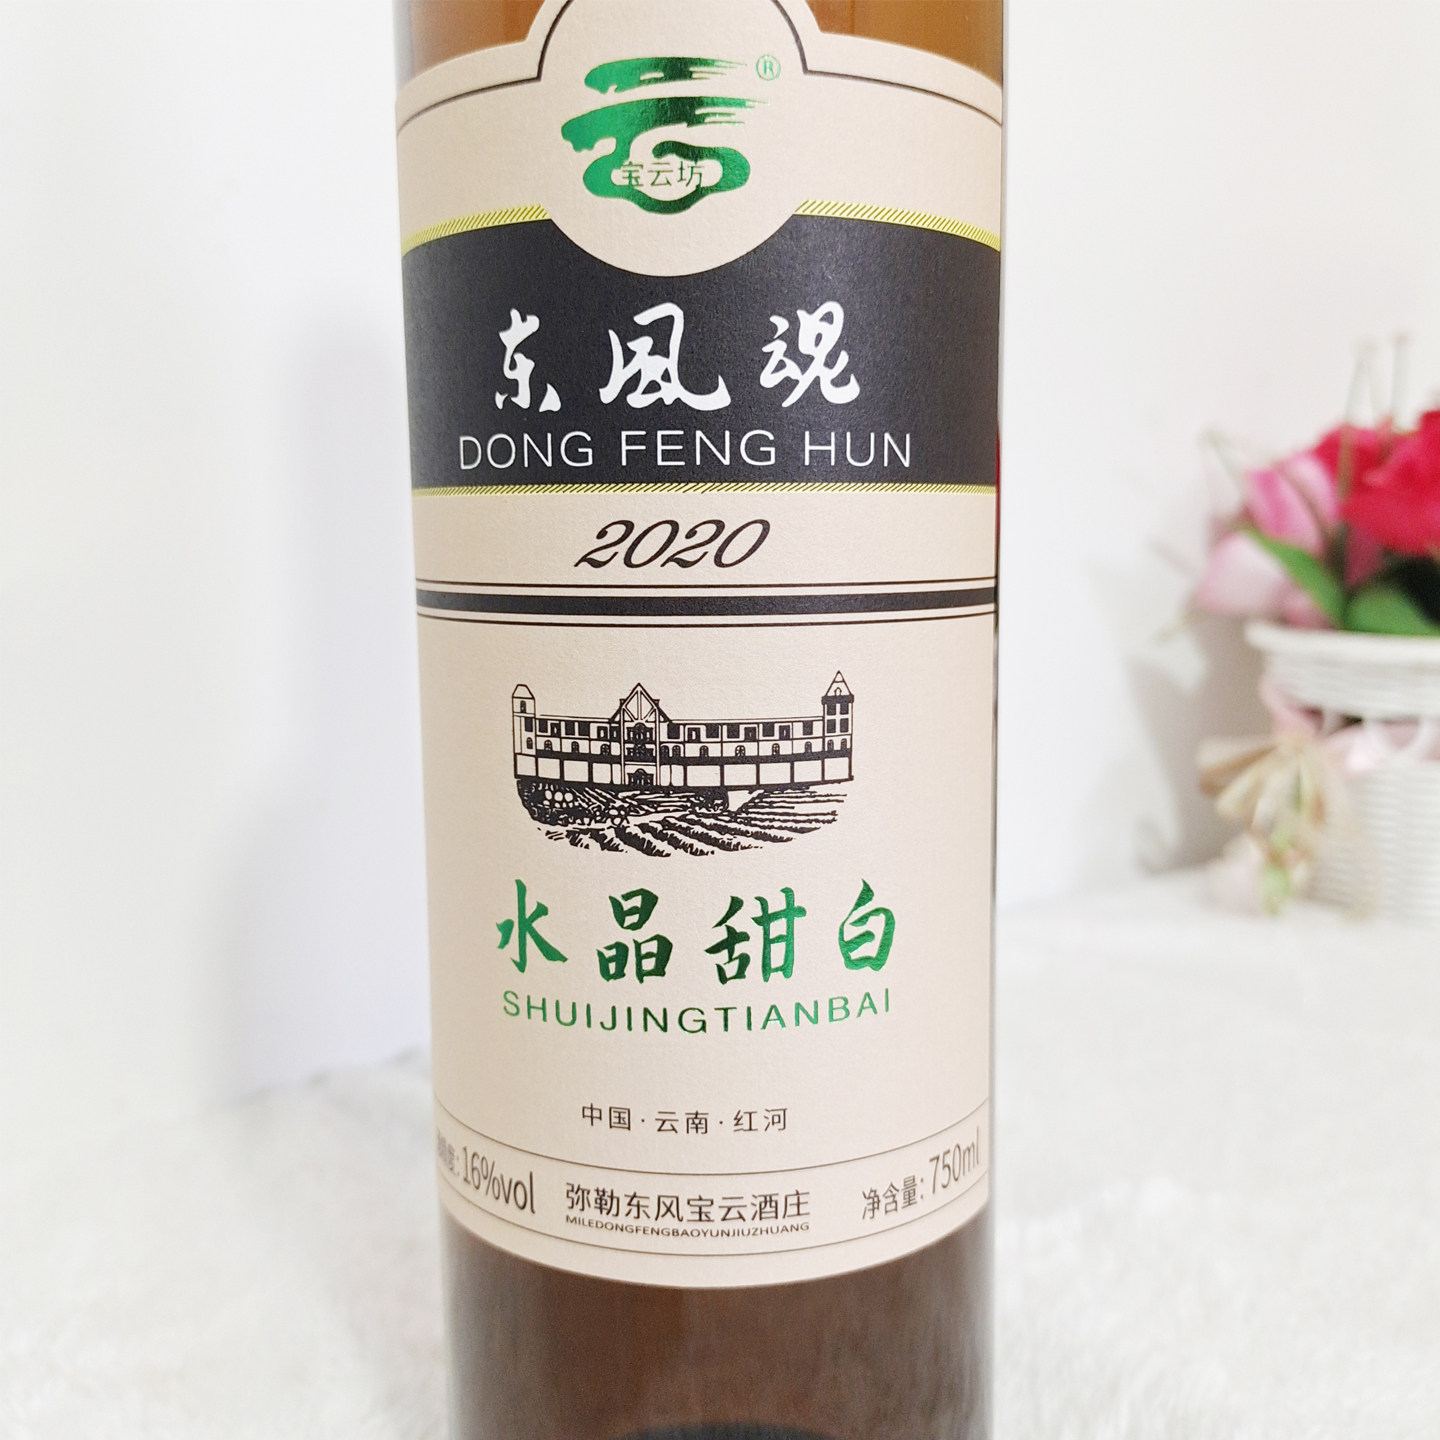 ®
宝云坊
东风魂
DONG FENG HUN
2020
水晶甜白
SHUIJINGTIANBAI
中国·云南·红河
度: 16%vol
弥勒东风宝云酒庄
MILEDONGFENGBAOYUNJIUZHUANG
净含量: 750ml